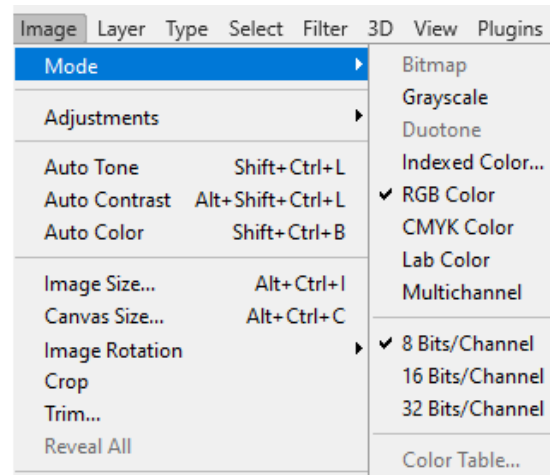 Image Layer Type Select Filter 3D View Plugins
Mode
Adjustments
Auto Tone Shift+Ctrl+L
Auto Contrast Alt+Shift+Ctrl+L
Auto Color Shift+Ctrl+B
Image Size... Alt+Ctrl+I
Canvas Size... Alt+Ctrl+C
Image Rotation
Crop
Trim...
Reveal All
Bitmap
Grayscale
Duotone
Indexed Color...
RGB Color
CMYK Color
Lab Color
Multichannel
8 Bits/Channel
16 Bits/Channel
32 Bits/Channel
Color Table...